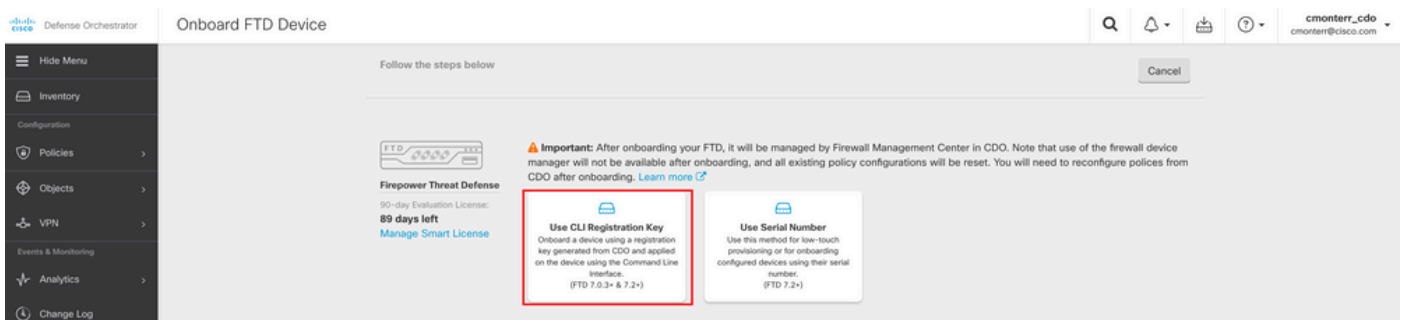 CISCO Defense Orchestrator
Onboard FTD Device
cmonterr_cdo
cmonterr@cisco.com
Hide Menu
Inventory
Configuration
Policies
Objects
VPN
Events & Monitoring
Analytics
Change Log
Follow the steps below
Cancel
FTD
Firepower Threat Defense
90-day Evaluation License:
89 days left
Manage Smart License
Important: After onboarding your FTD, it will be managed by Firewall Management Center in CDO. Note that use of the firewall device
manager will not be available after onboarding, and all existing policy configurations will be reset. You will need to reconfigure polices from
CDO after onboarding. Learn more
Use CLI Registration Key
Onboard a device using a registration
key generated from CDO and applied
on the device using the Command Line
Interface.
(FTD 7.0.3+ & 7.2+)
Use Serial Number
Use this method for low-touch
provisioning or for onboarding
configured devices using their serial
number.
(FTD 7.2+)